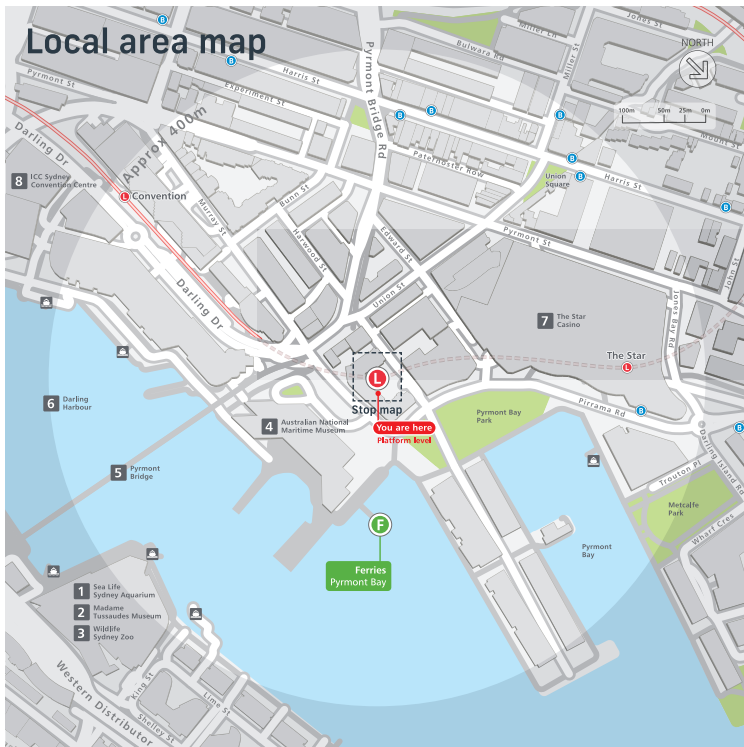 Local area map
NORTH
100m 50m 25m 0m
Approx 400m
Miller Ln
Jones St
Bulwara Rd
Miller St
Mount St
Pyrmont St
Harris St
Experiment St
Pyrmont Bridge Rd
Paternoster Row
Union
Square
Harris St
Darling Dr
8
ICC Sydney
Convention Centre
L
Convention
Murray St
Bunn St
Harwood St
Edward St
Pyrmont St
John St
Darling Dr
Union St
Jones Bay Rd
7
The Star
Casino
The Star
L
L
Stop map
You are here
Platform level
Pirrama Rd
6
Darling
Harbour
4
Australian National
Maritime Museum
Pyrmont Bay
Park
Darling Island Rd
Trouton Pl
5
Pyrmont
Bridge
Metcalfe
Park
Wharf Cres
F
Ferries
Pyrmont Bay
Pyrmont
Bay
1
Sea Life
Sydney Aquarium
2
Madame
Tussaudes Museum
3
Wildlife
Sydney Zoo
Western Distributor
King St
Lime St
Shelley St
B
B
B
B
B
B
B
B
B
B